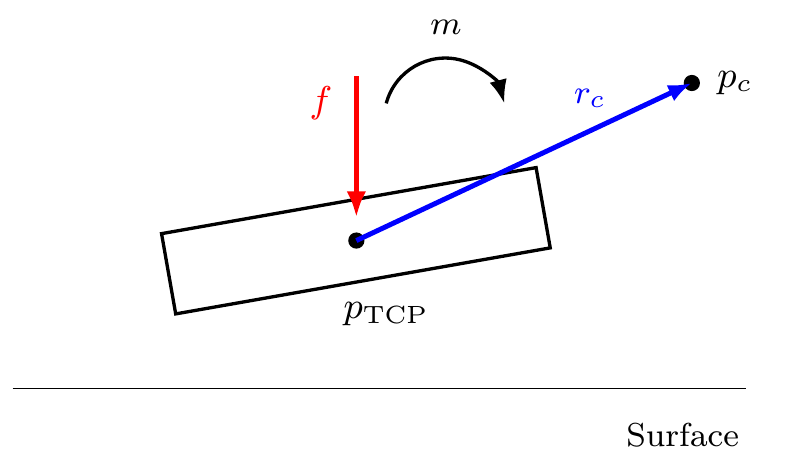 m
f
r_c
p_c
p_TCP
Surface